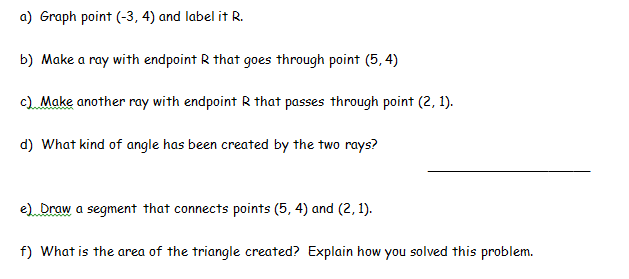 a) Graph point (-3, 4) and label it R.
b) Make a ray with endpoint R that goes through point (5, 4)
c) Make another ray with endpoint R that passes through point (2, 1).
d) What kind of angle has been created by the two rays?
e) Draw a segment that connects points (5, 4) and (2, 1).
f) What is the area of the triangle created? Explain how you solved this problem.